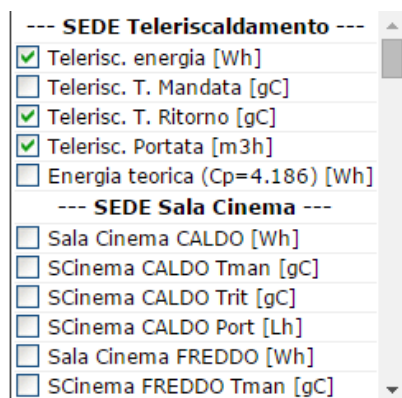 --- SEDE Teleriscaldamento ---
Telerisc. energia [Wh]
Telerisc. T. Mandata [gC]
Telerisc. T. Ritorno [gC]
Telerisc. Portata [m3h]
Energia teorica (Cp=4.186) [Wh]
--- SEDE Sala Cinema ---
Sala Cinema CALDO [Wh]
SCinema CALDO Tman [gC]
SCinema CALDO Trit [gC]
SCinema CALDO Port [Lh]
Sala Cinema FREDDO [Wh]
SCinema FREDDO Tman [gC]